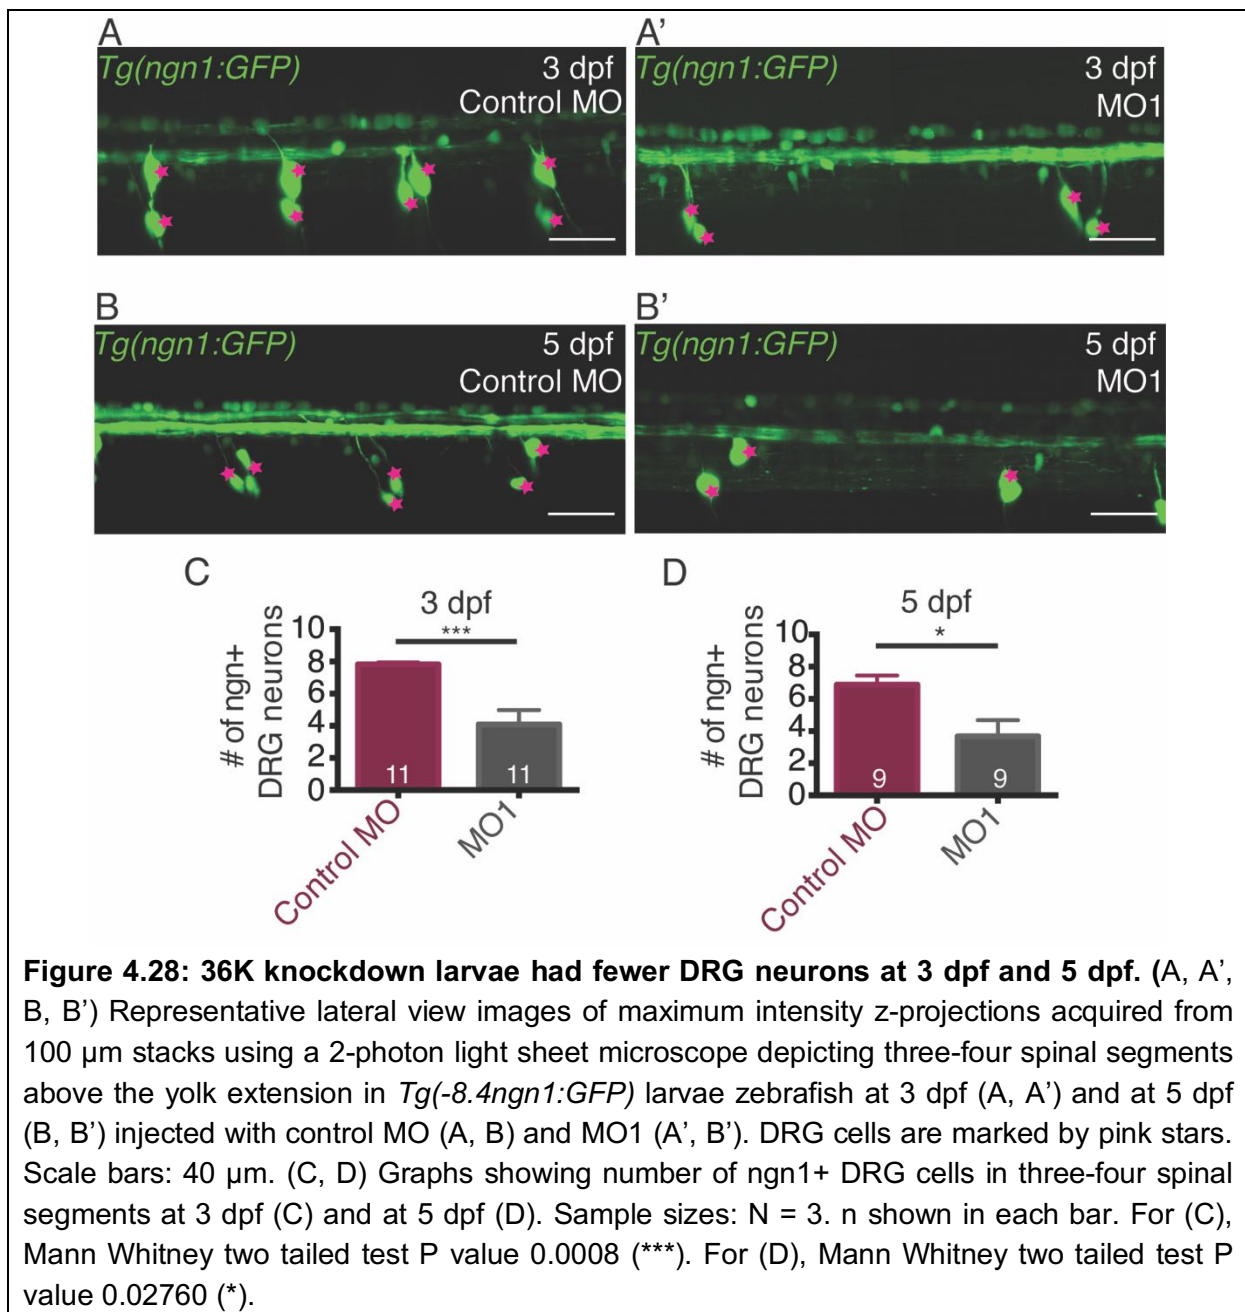 A
A’
Tg(ngn1:GFP)
3 dpf
Control MO
Tg(ngn1:GFP)
3 dpf
MO1
B
B’
Tg(ngn1:GFP)
5 dpf
Control MO
Tg(ngn1:GFP)
5 dpf
MO1
C
3 dpf
***
# of ngn+
DRG neurons
10
8
6
4
2
0
11
11
Control MO
MO1
D
5 dpf
*
# of ngn+
DRG neurons
10
8
6
4
2
0
9
9
Control MO
MO1
Figure 4.28: 36K knockdown larvae had fewer DRG neurons at 3 dpf and 5 dpf. (A, A’,
B, B’) Representative lateral view images of maximum intensity z-projections acquired from
100 µm stacks using a 2-photon light sheet microscope depicting three-four spinal segments
above the yolk extension in Tg(-8.4ngn1:GFP) larvae zebrafish at 3 dpf (A, A’) and at 5 dpf
(B, B’) injected with control MO (A, B) and MO1 (A’, B’). DRG cells are marked by pink stars.
Scale bars: 40 µm. (C, D) Graphs showing number of ngn1+ DRG cells in three-four spinal
segments at 3 dpf (C) and at 5 dpf (D). Sample sizes: N = 3. n shown in each bar. For (C),
Mann Whitney two tailed test P value 0.0008 (***). For (D), Mann Whitney two tailed test P
value 0.02760 (*).